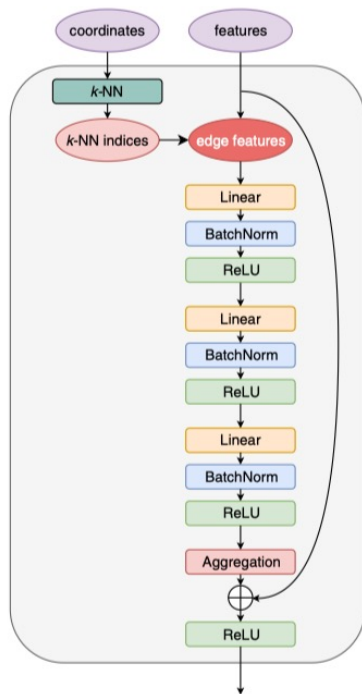 coordinates
features
k-NN
k-NN indices
edge features
Linear
BatchNorm
ReLU
Linear
BatchNorm
ReLU
Linear
BatchNorm
ReLU
Aggregation
ReLU